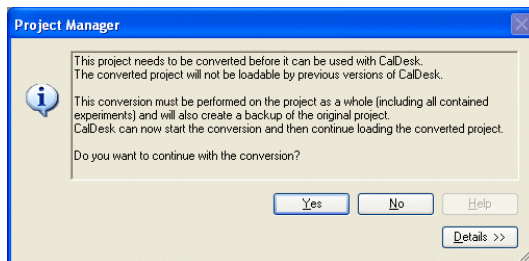 Project Manager
This project needs to be converted before it can be used with CalDesk.
The converted project will not be loadable by previous versions of CalDesk.
This conversion must be performed on the project as a whole (including all contained
experiments) and will also create a backup of the original project.
CalDesk can now start the conversion and then continue loading the converted project.
Do you want to continue with the conversion?
Yes No Help
Details >>